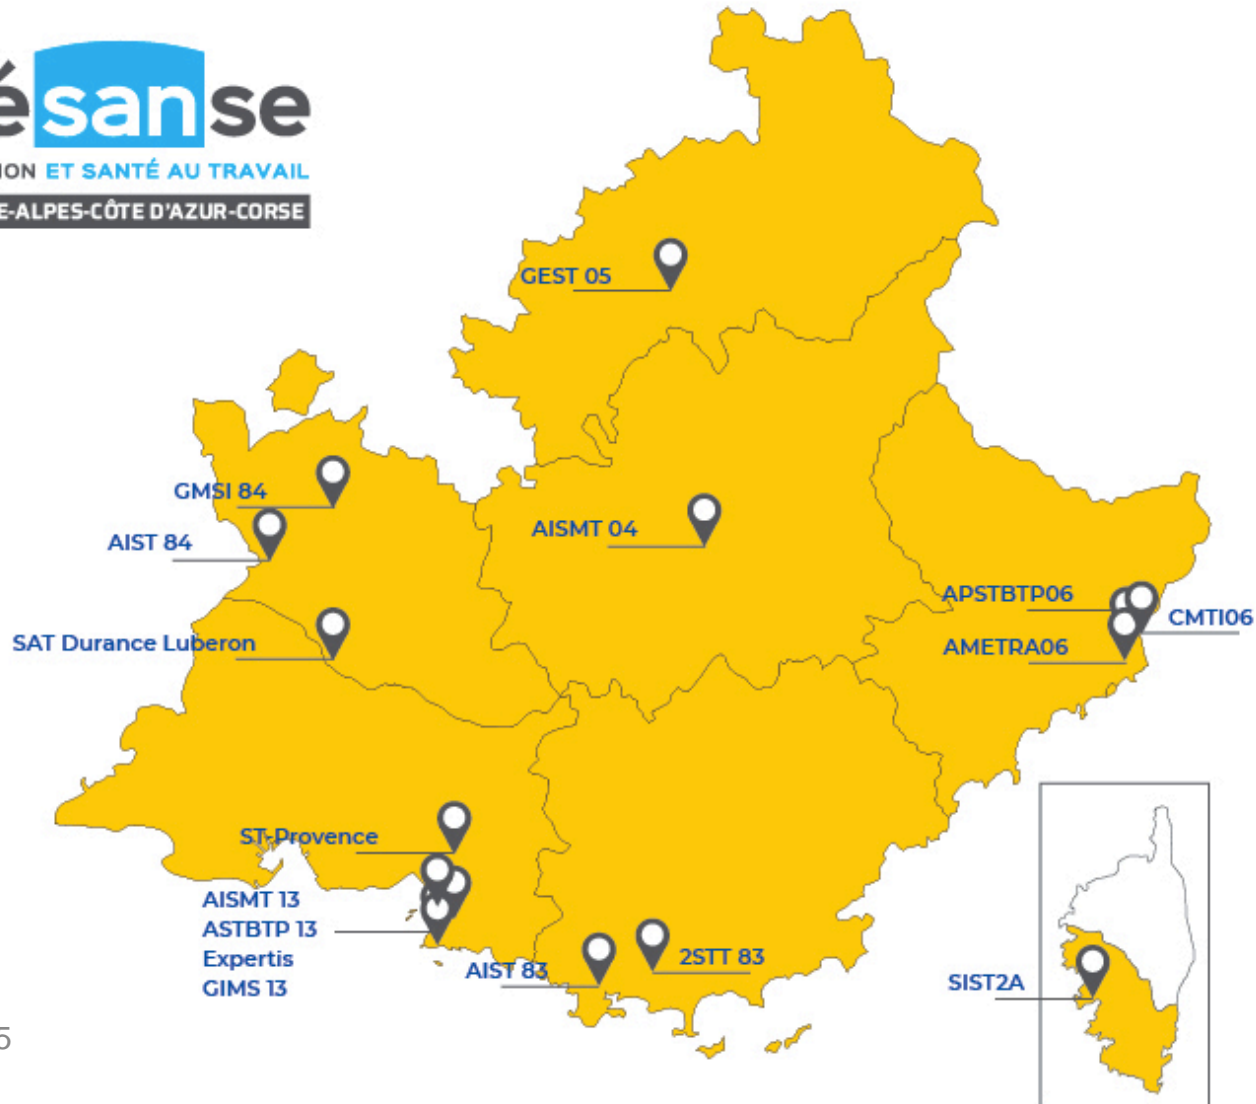 ésanse
ION ET SANTÉ AU TRAVAIL
E-ALPES-CÔTE D'AZUR-CORSE
GEST 05
GMSI 84
AIST 84
AISMT 04
SAT Durance Luberon
APSTBTP06
CMTI06
AMETRA06
ST-Provence
AISMT 13
ASTBTP 13
Expertis
GIMS 13
AIST 83
2STT 83
SIST2A
5